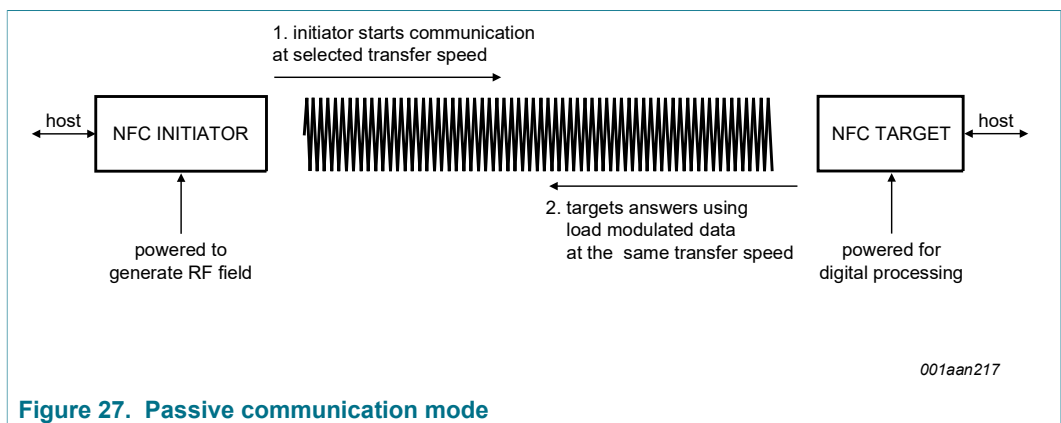 1. initiator starts communication
at selected transfer speed
host
NFC INITIATOR
NFC TARGET
host
2. targets answers using
load modulated data
at the same transfer speed
powered to
generate RF field
powered for
digital processing
001aan217
Figure 27. Passive communication mode